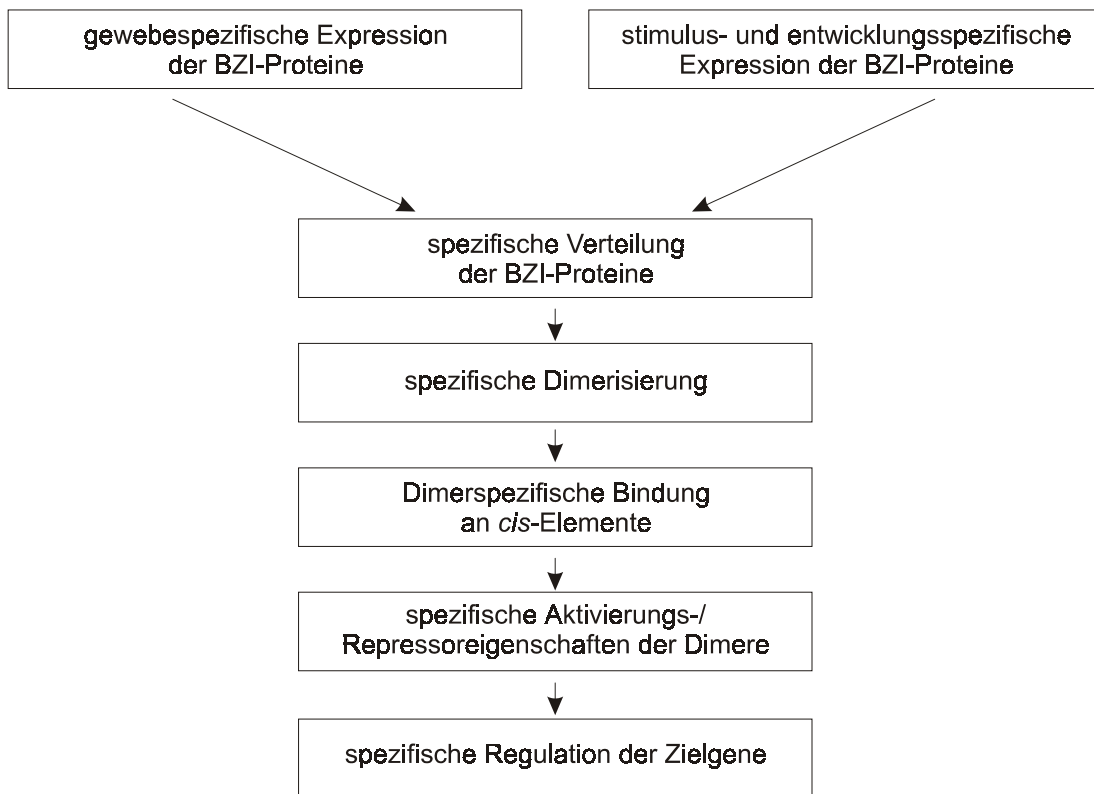 gewebespezifische Expression
der BZI-Proteine
stimulus- und entwicklungsspezifische
Expression der BZI-Proteine
spezifische Verteilung
der BZI-Proteine
spezifische Dimerisierung
Dimerspezifische Bindung
an cis-Elemente
spezifische Aktivierungs-/
Repressoreigenschaften der Dimere
spezifische Regulation der Zielgene